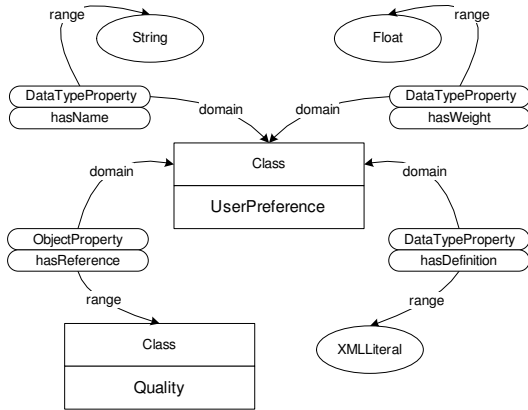 range
String
Float
range
DataTypeProperty
hasName
domain
domain
DataTypeProperty
hasWeight
Class
UserPreference
domain
domain
ObjectProperty
hasReference
DataTypeProperty
hasDefinition
range
range
Class
Quality
XMLLiteral